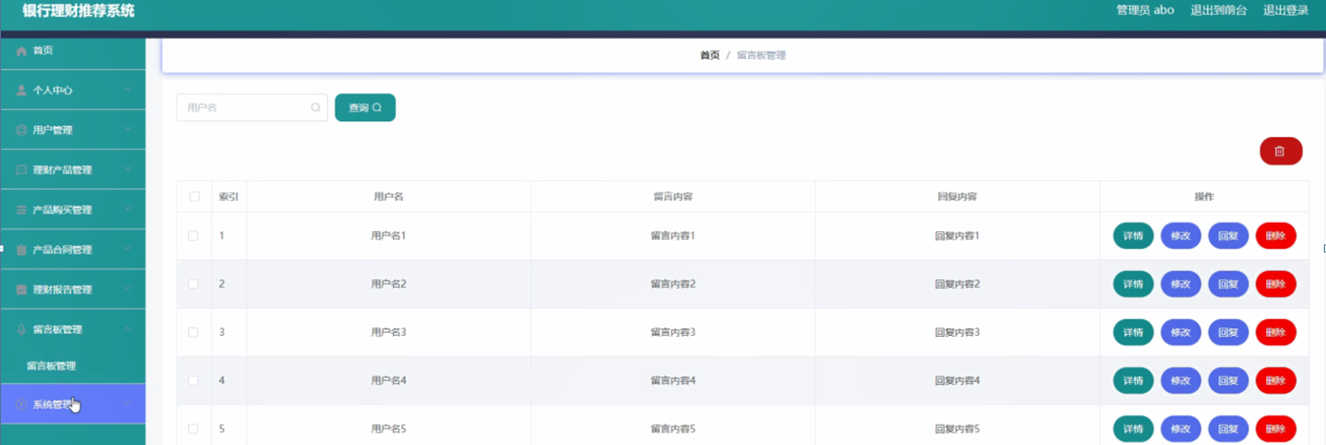 银行理财推荐系统
管理员 abo 退出到前台 退出登录
首页
个人中心
用户管理
理财产品管理
产品购买管理
产品合同管理
理财报告管理
留言板管理
留言板管理
系统管理
首页 / 留言板管理
用户名 查询
索引 用户名 留言内容 回复内容 操作
1 用户名1 留言内容1 回复内容1 详情 修改 回复 删除
2 用户名2 留言内容2 回复内容2 详情 修改 回复 删除
3 用户名3 留言内容3 回复内容3 详情 修改 回复 删除
4 用户名4 留言内容4 回复内容4 详情 修改 回复 删除
5 用户名5 留言内容5 回复内容5 详情 修改 回复 删除